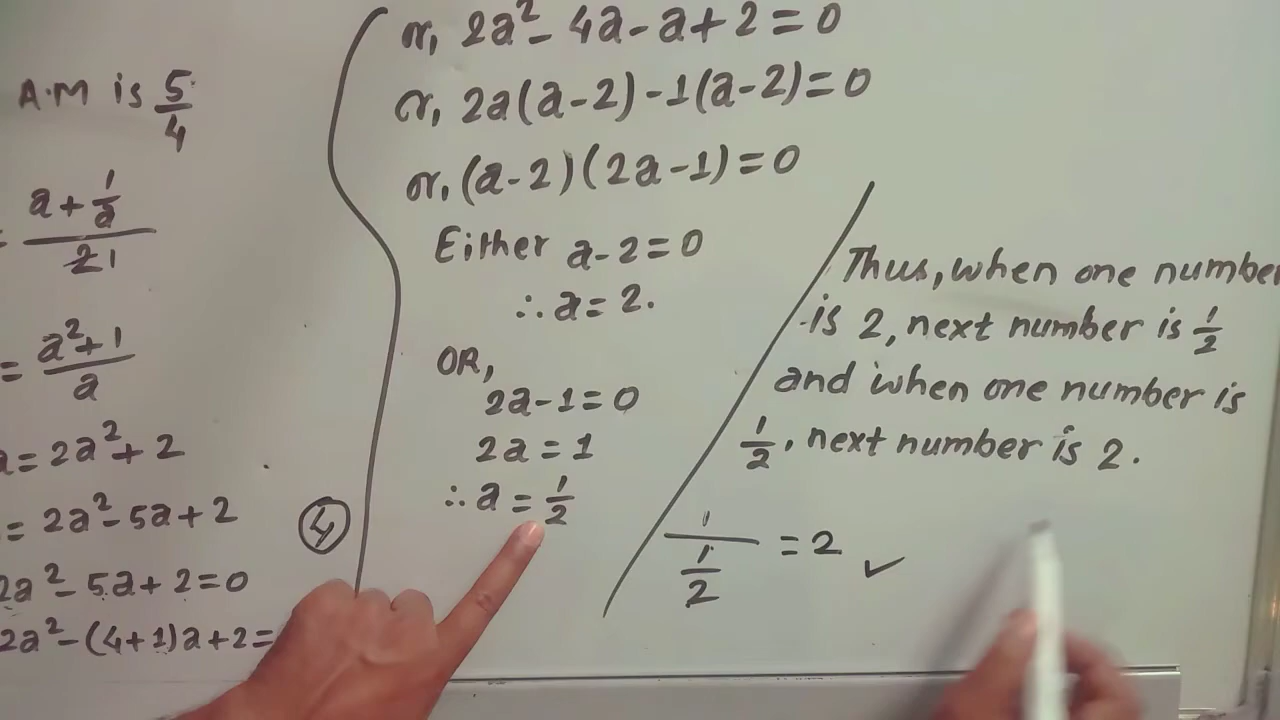 A.M is 5/4
= (a + 1/a)/21
= (a² + 1)/a
a = 2a² + 2
= 2a² - 5a + 2
2a² - 5a + 2 = 0
2a² - (4 + 1)a + 2 =
4
or, 2a² - 4a - a + 2 = 0
or, 2a(a - 2) - 1(a - 2) = 0
or, (a - 2)(2a - 1) = 0
Either a - 2 = 0
∴ a = 2.
OR,
2a - 1 = 0
2a = 1
∴ a = 1/2
Thus, when one number
is 2, next number is 1/2
and when one number is
1/2, next number is 2.
1/(1/2) = 2 ✓